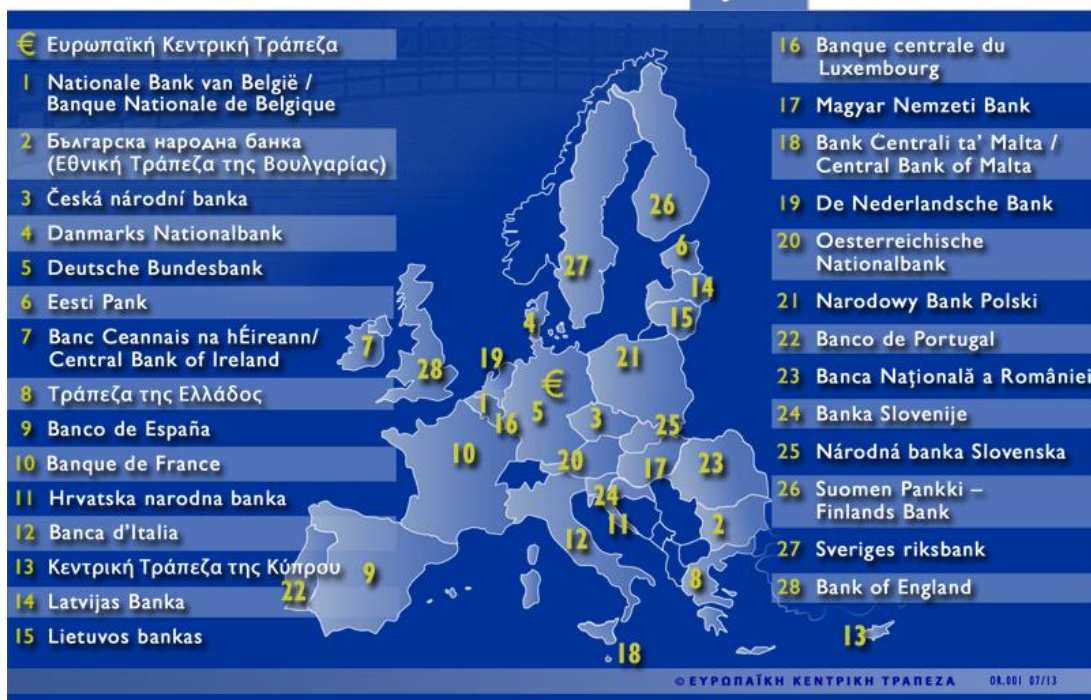 € Ευρωπαϊκή Κεντρική Τράπεζα
1 Nationale Bank van België /
Banque Nationale de Belgique
2 Българска народна банка
(Εθνική Τράπεζα της Βουλγαρίας)
3 Česká národní banka
4 Danmarks Nationalbank
5 Deutsche Bundesbank
6 Eesti Pank
7 Banc Ceannais na hÉireann/
Central Bank of Ireland
8 Τράπεζα της Ελλάδος
9 Banco de España
10 Banque de France
11 Hrvatska narodna banka
12 Banca d'Italia
13 Κεντρική Τράπεζα της Κύπρου
14 Latvijas Banka
15 Lietuvos bankas
16 Banque centrale du
Luxembourg
17 Magyar Nemzeti Bank
18 Bank Ċentrali ta' Malta /
Central Bank of Malta
19 De Nederlandsche Bank
20 Oesterreichische
Nationalbank
21 Narodowy Bank Polski
22 Banco de Portugal
23 Banca Naţională a României
24 Banka Slovenije
25 Národná banka Slovenska
26 Suomen Pankki –
Finlands Bank
27 Sveriges riksbank
28 Bank of England
26
6
27
14
15
4
7
19
21
28
€
1
5
3
16
25
10
20
17
23
24
11
2
12
9
8
22
13
18
© ΕΥΡΩΠΑΪΚΗ ΚΕΝΤΡΙΚΗ ΤΡΑΠΕΖΑ OR.001 07/13